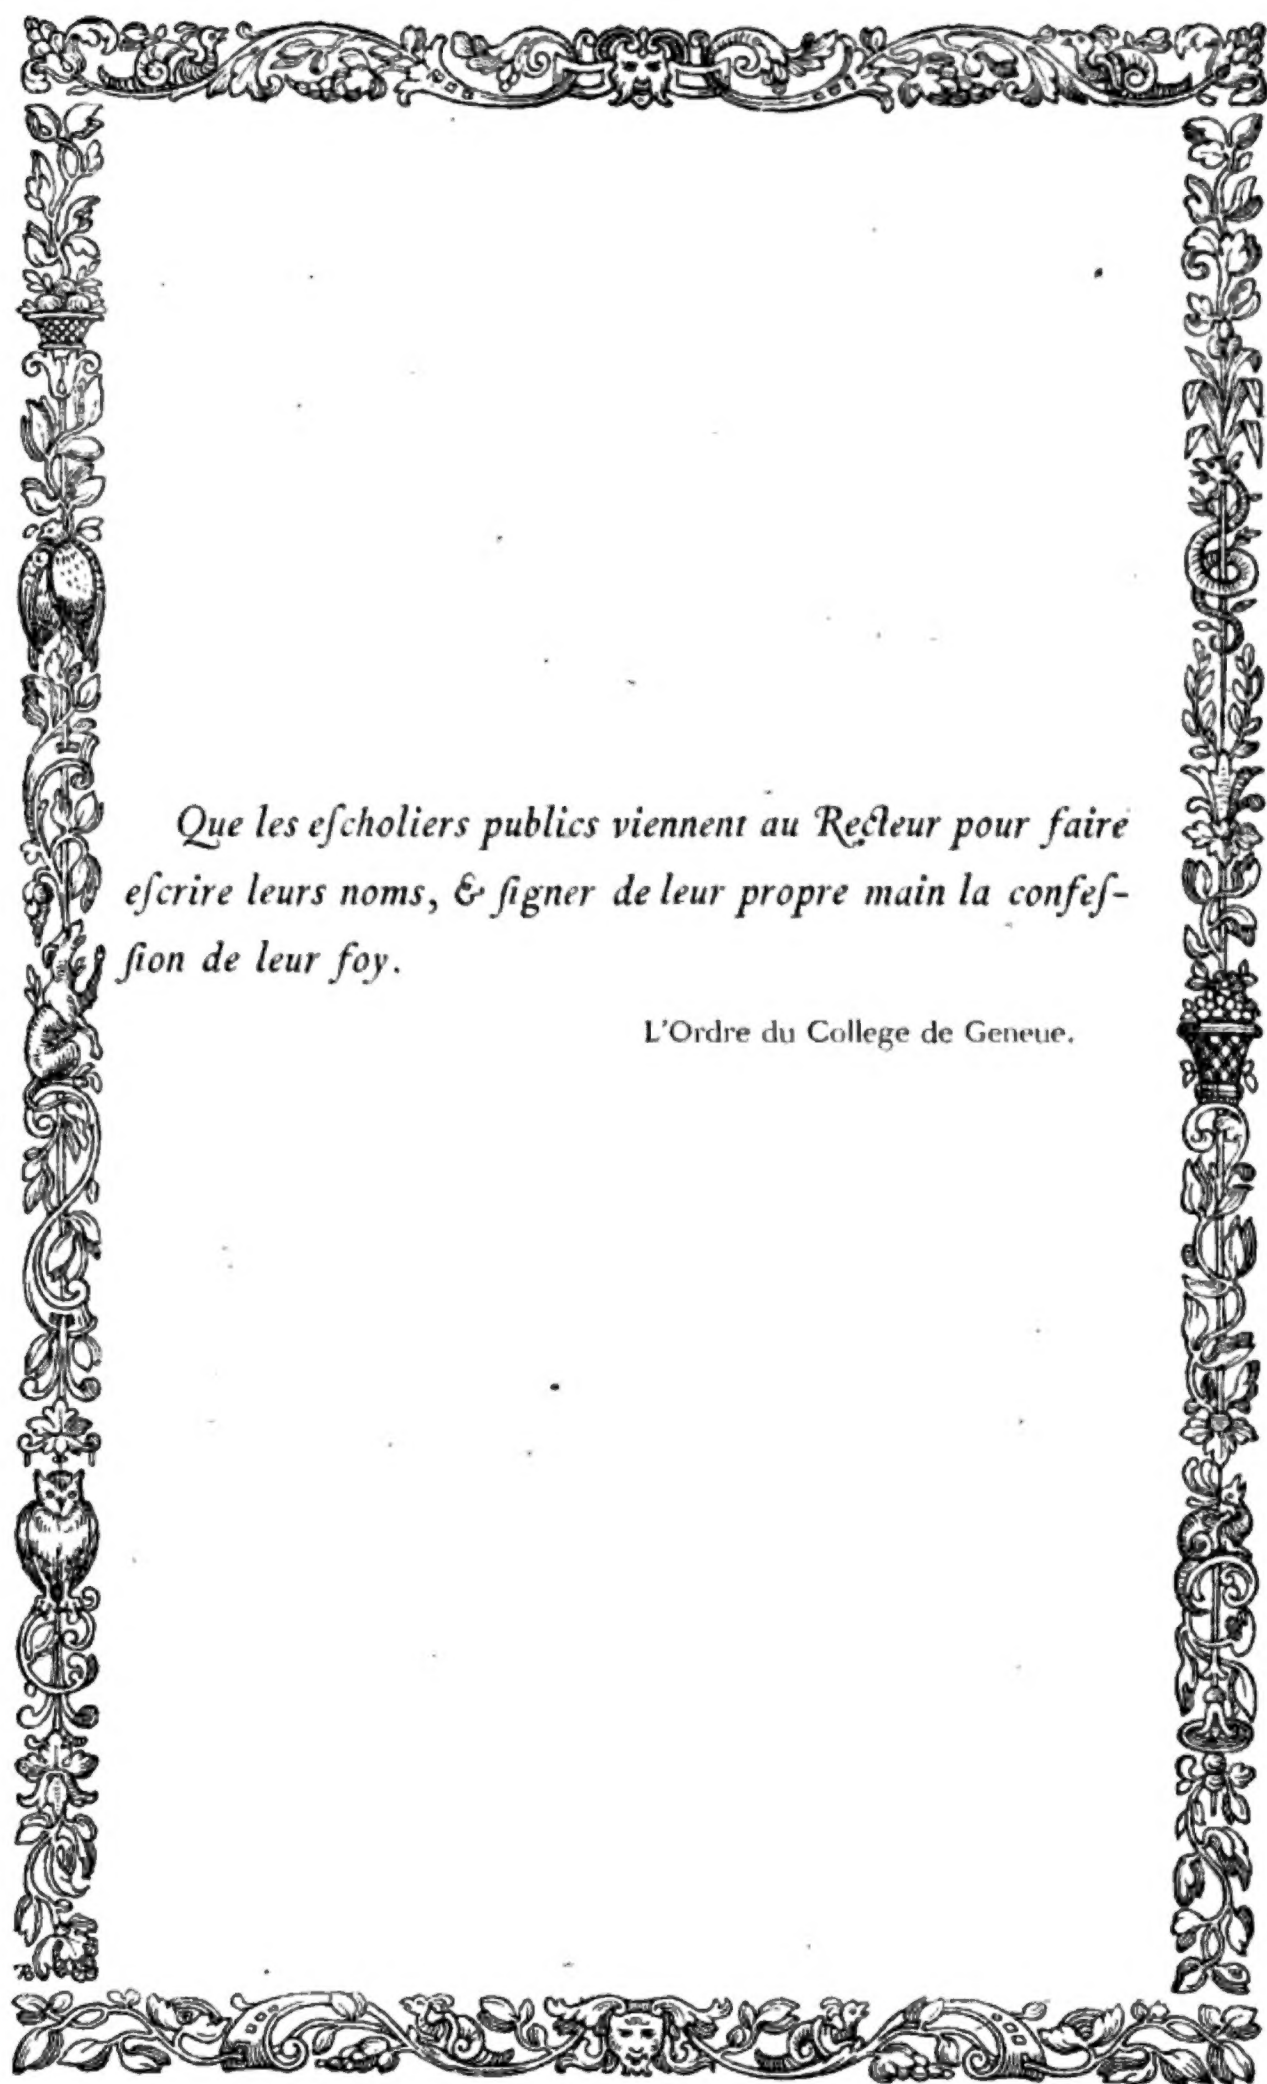 Que les eſcholiers publics viennent au Recteur pour faire
eſcrire leurs noms, & ſigner de leur propre main la confeſ-
ſion de leur foy.
L'Ordre du College de Geneue.